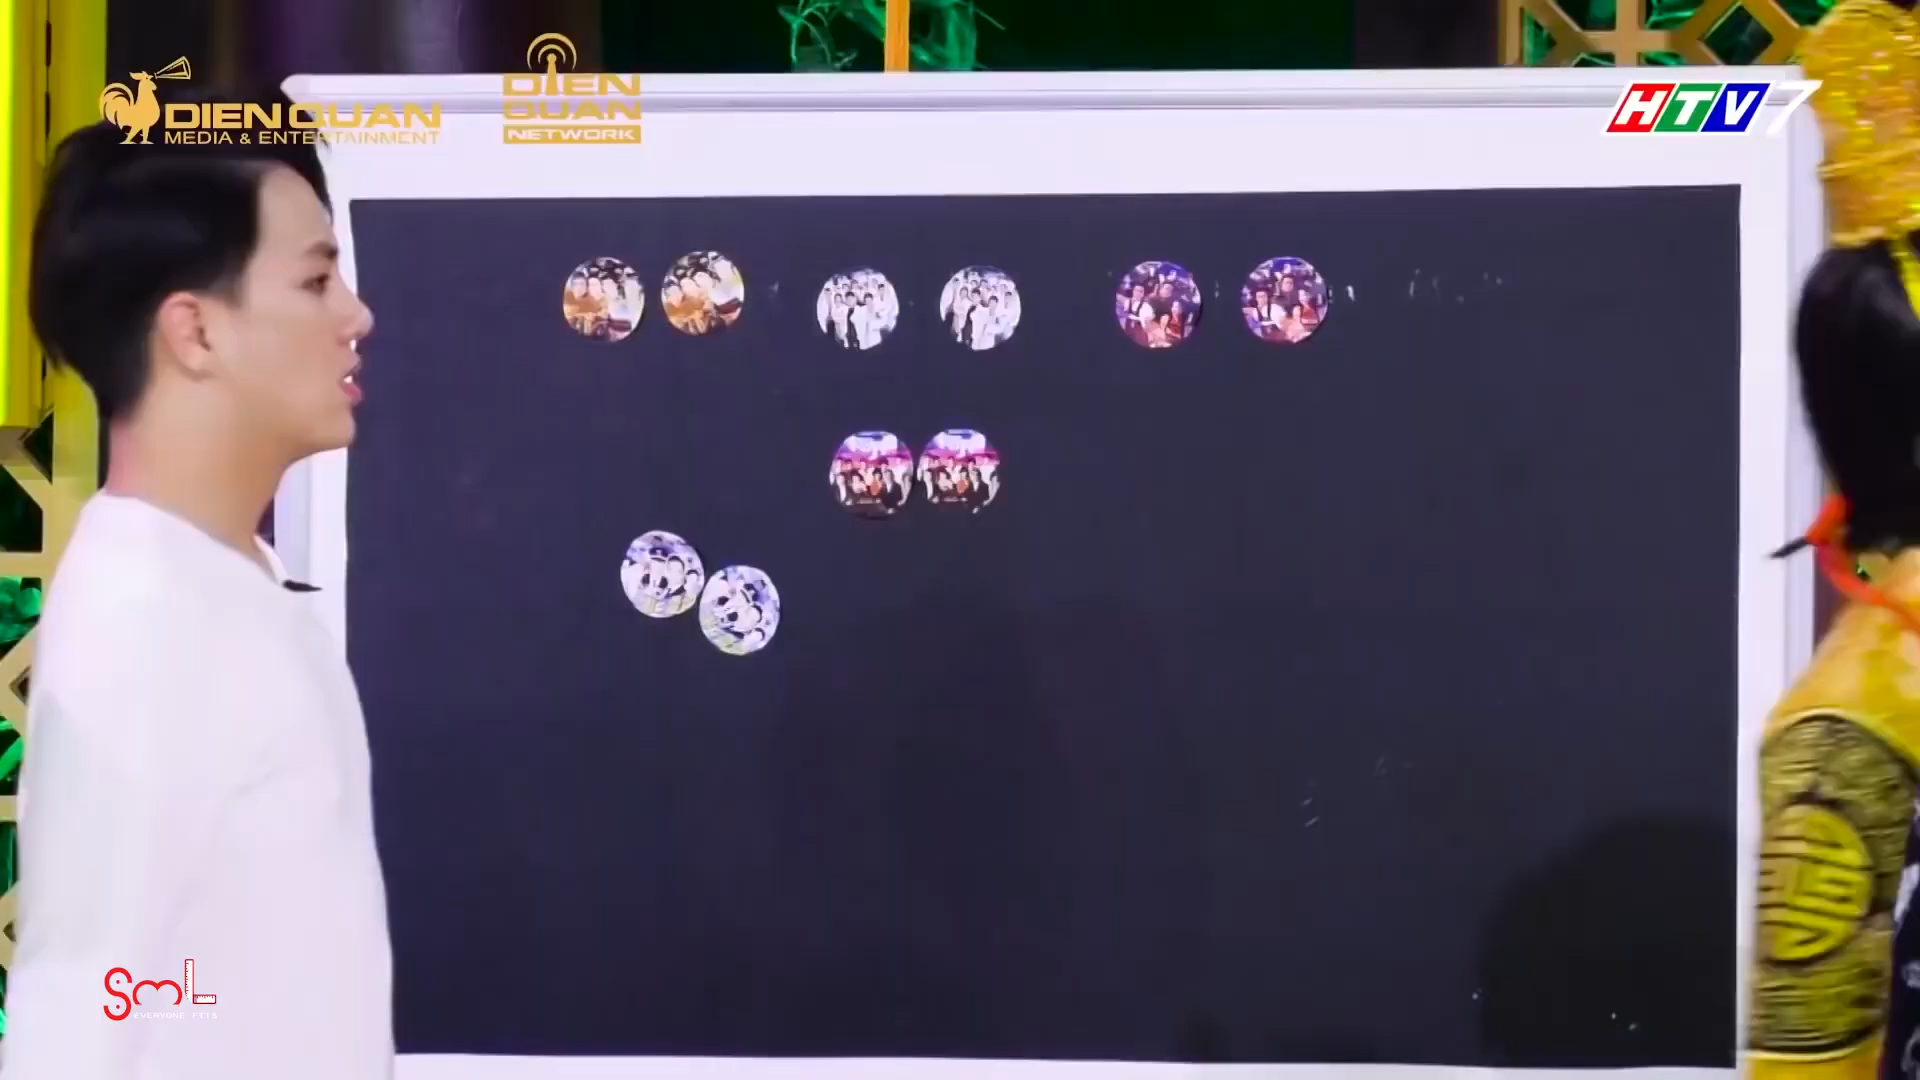 DIEN QUAN
MEDIA & ENTERTAINMENT
DIEN
QUAN
NETWORK
HTV7
SML
EVERYONE FITS